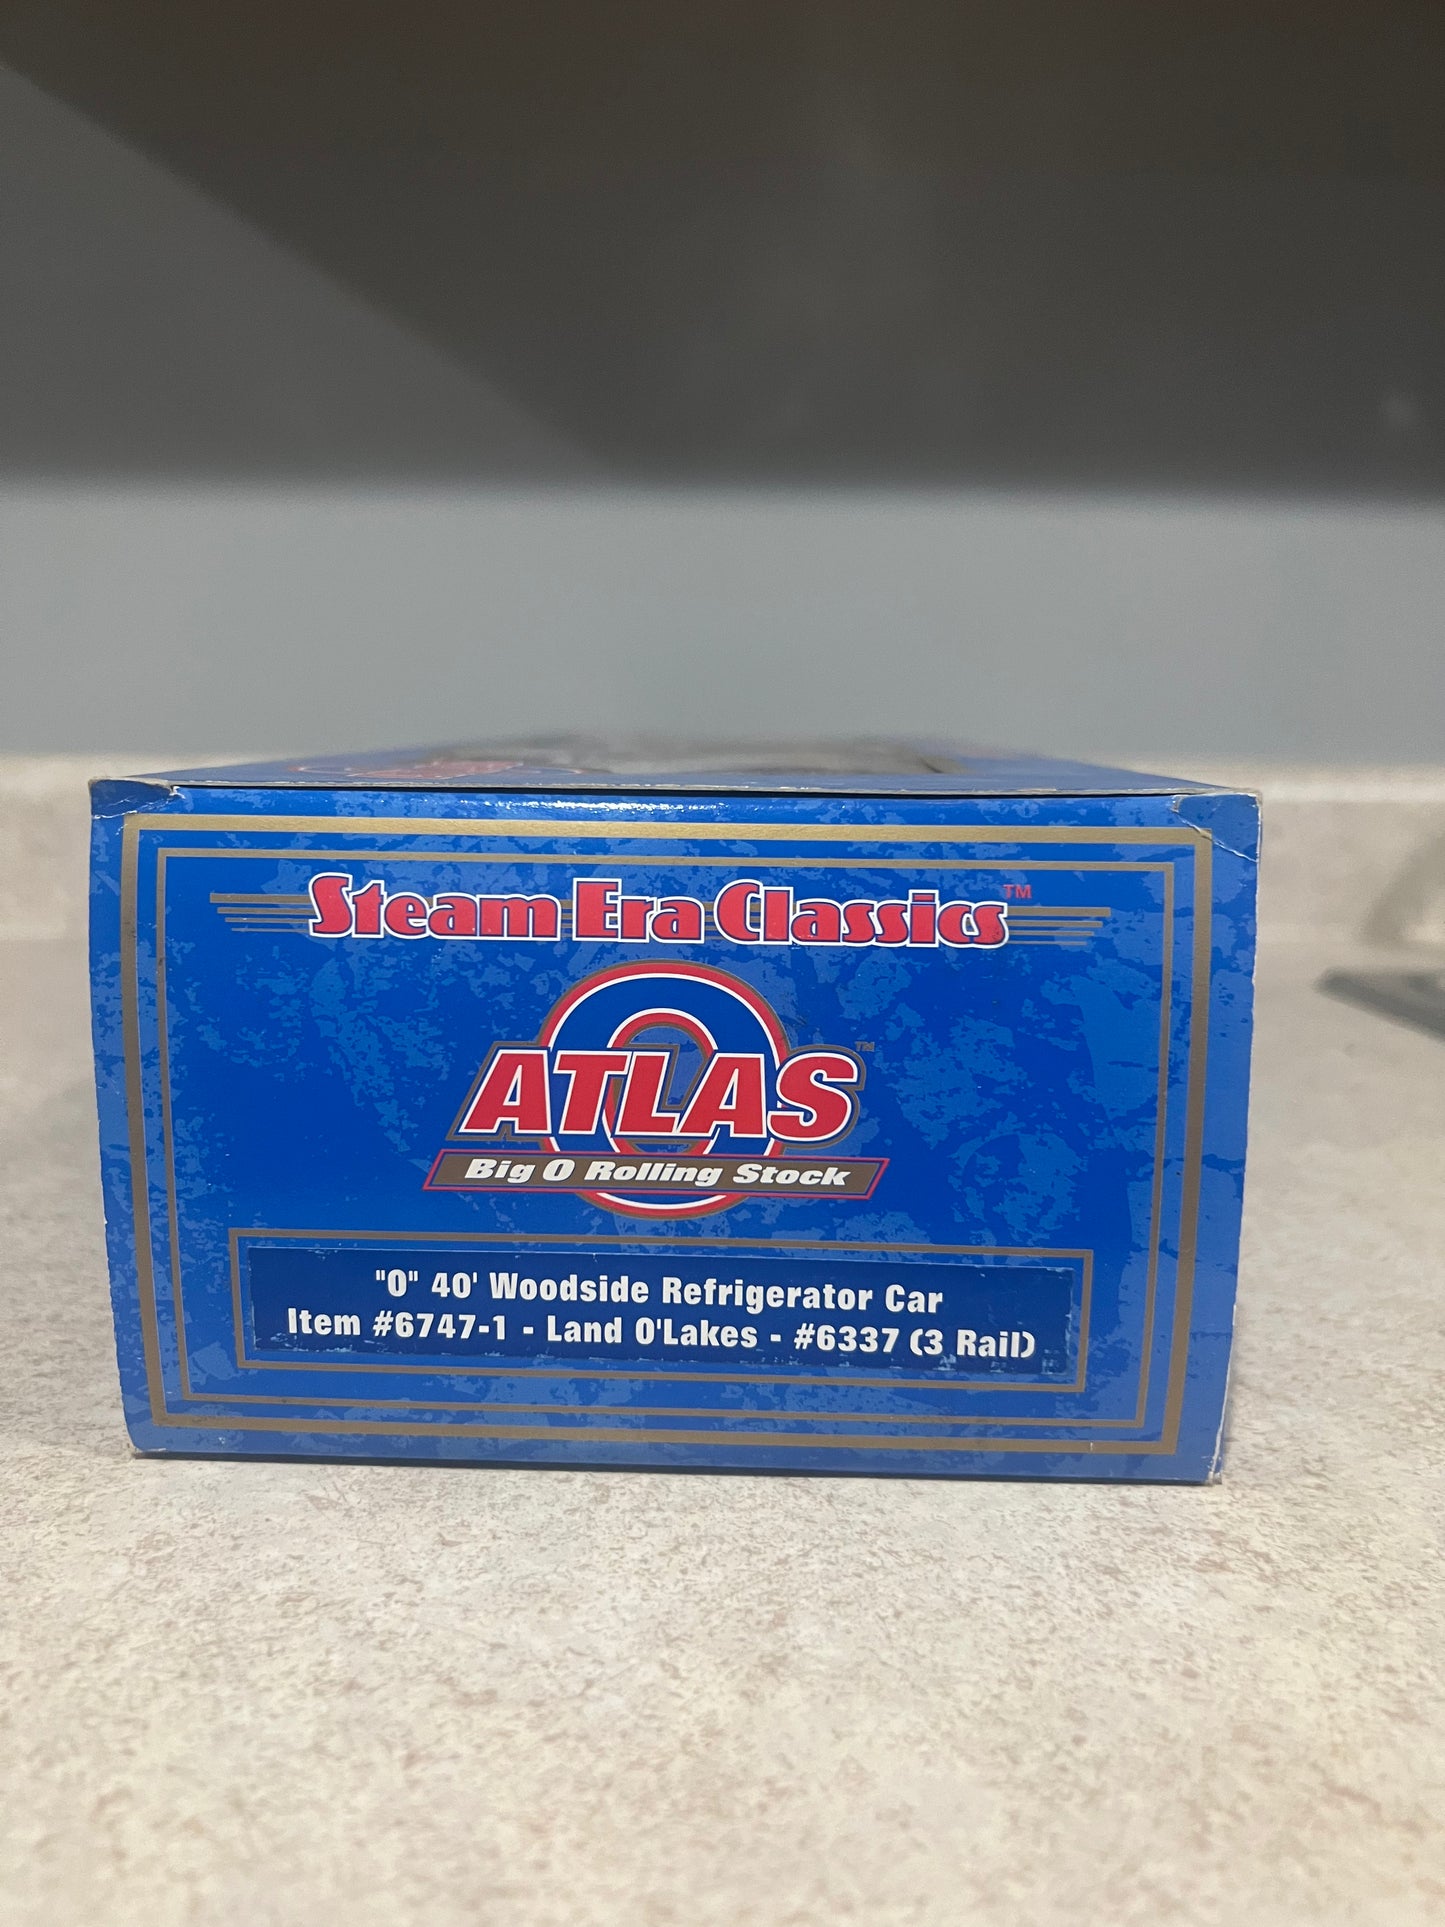 Steam Era Classics™
ATLAS™
O
Big O Rolling Stock
"O" 40' Woodside Refrigerator Car
Item #6747-1 - Land O'Lakes - #6337 (3 Rail)